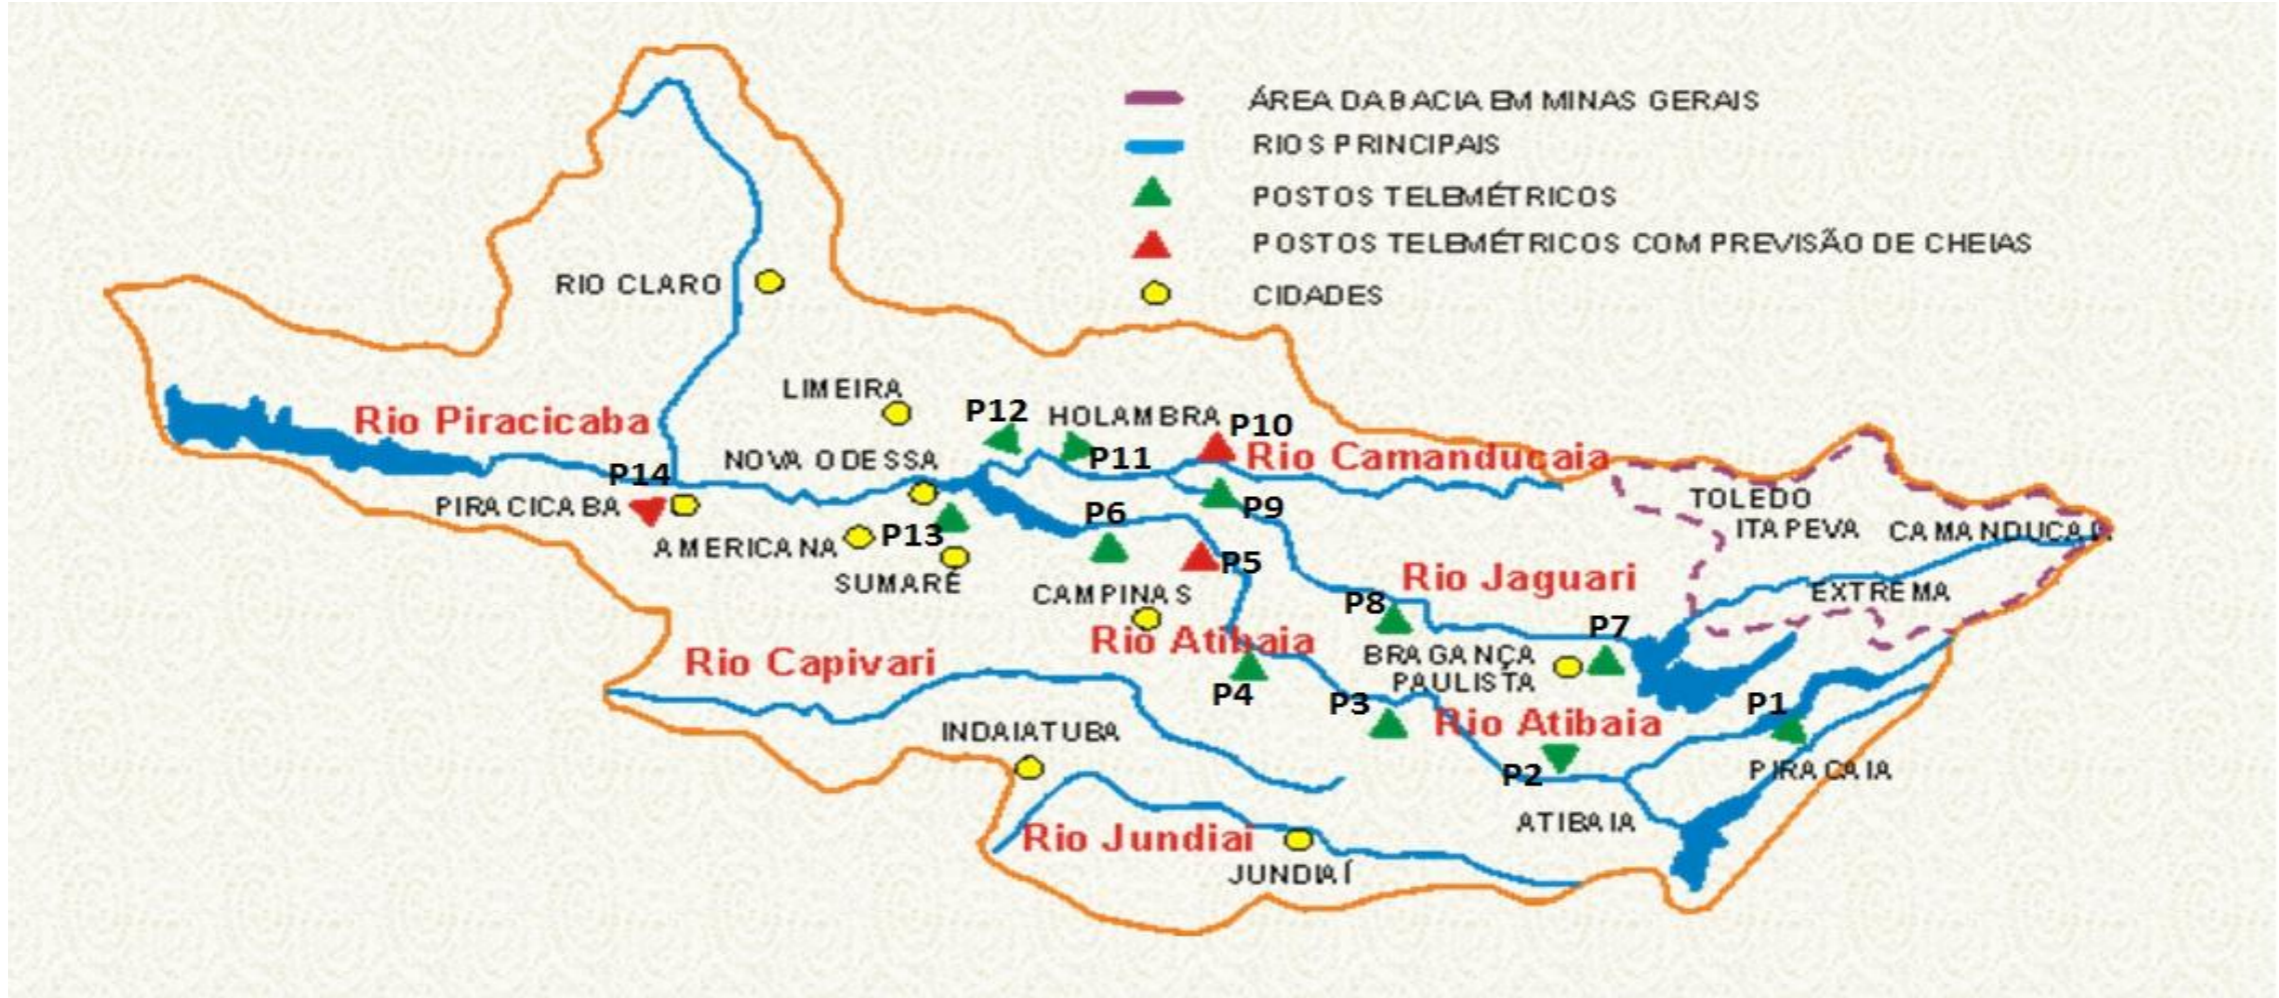 ÁREA DA BACIA EM MINAS GERAIS
RIOS PRINCIPAIS
POSTOS TELEMÉTRICOS
POSTOS TELEMÉTRICOS COM PREVISÃO DE CHEIAS
CIDADES
RIO CLARO
LIMEIRA
P12
HOLAMBRA
P10
Rio Piracicaba
P11
Rio Camanducaia
NOVA ODESSA
P14
PIRACICABA
P6
P9
TOLEDO
ITAPEVA
CAMANDUCAIA
AMERICANA
P13
P5
SUMARÉ
CAMPINAS
Rio Jaguari
EXTREMA
P8
P7
Rio Atibaia
Rio Capivari
BRAGANÇA
PAULISTA
P4
P3
P1
Rio Atibaia
INDAIATUBA
P2
PIRACAIA
ATIBAIA
Rio Jundiai
JUNDIAÍ